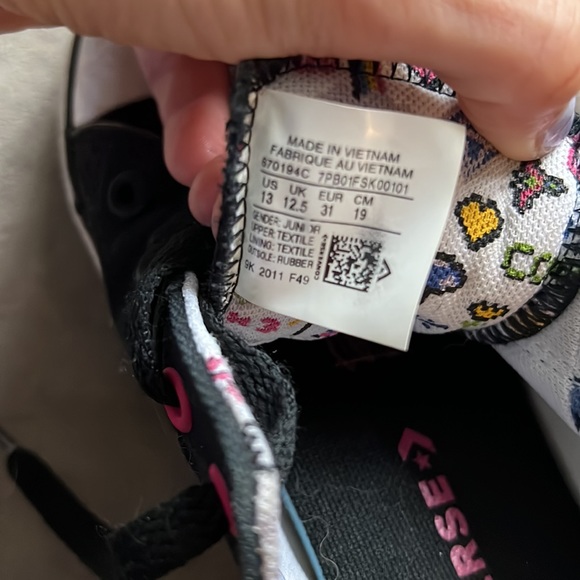 MADE IN VIETNAM
FABRIQUE AU VIETNAM
670194C 7PB01FSK00101
US UK EUR CM
13 12.5 31 19
GENDER: JUNIOR
UPPER: TEXTILE
LINING: TEXTILE
OUTSOLE: RUBBER
CONVERSE
9K 2011 F49
RSE